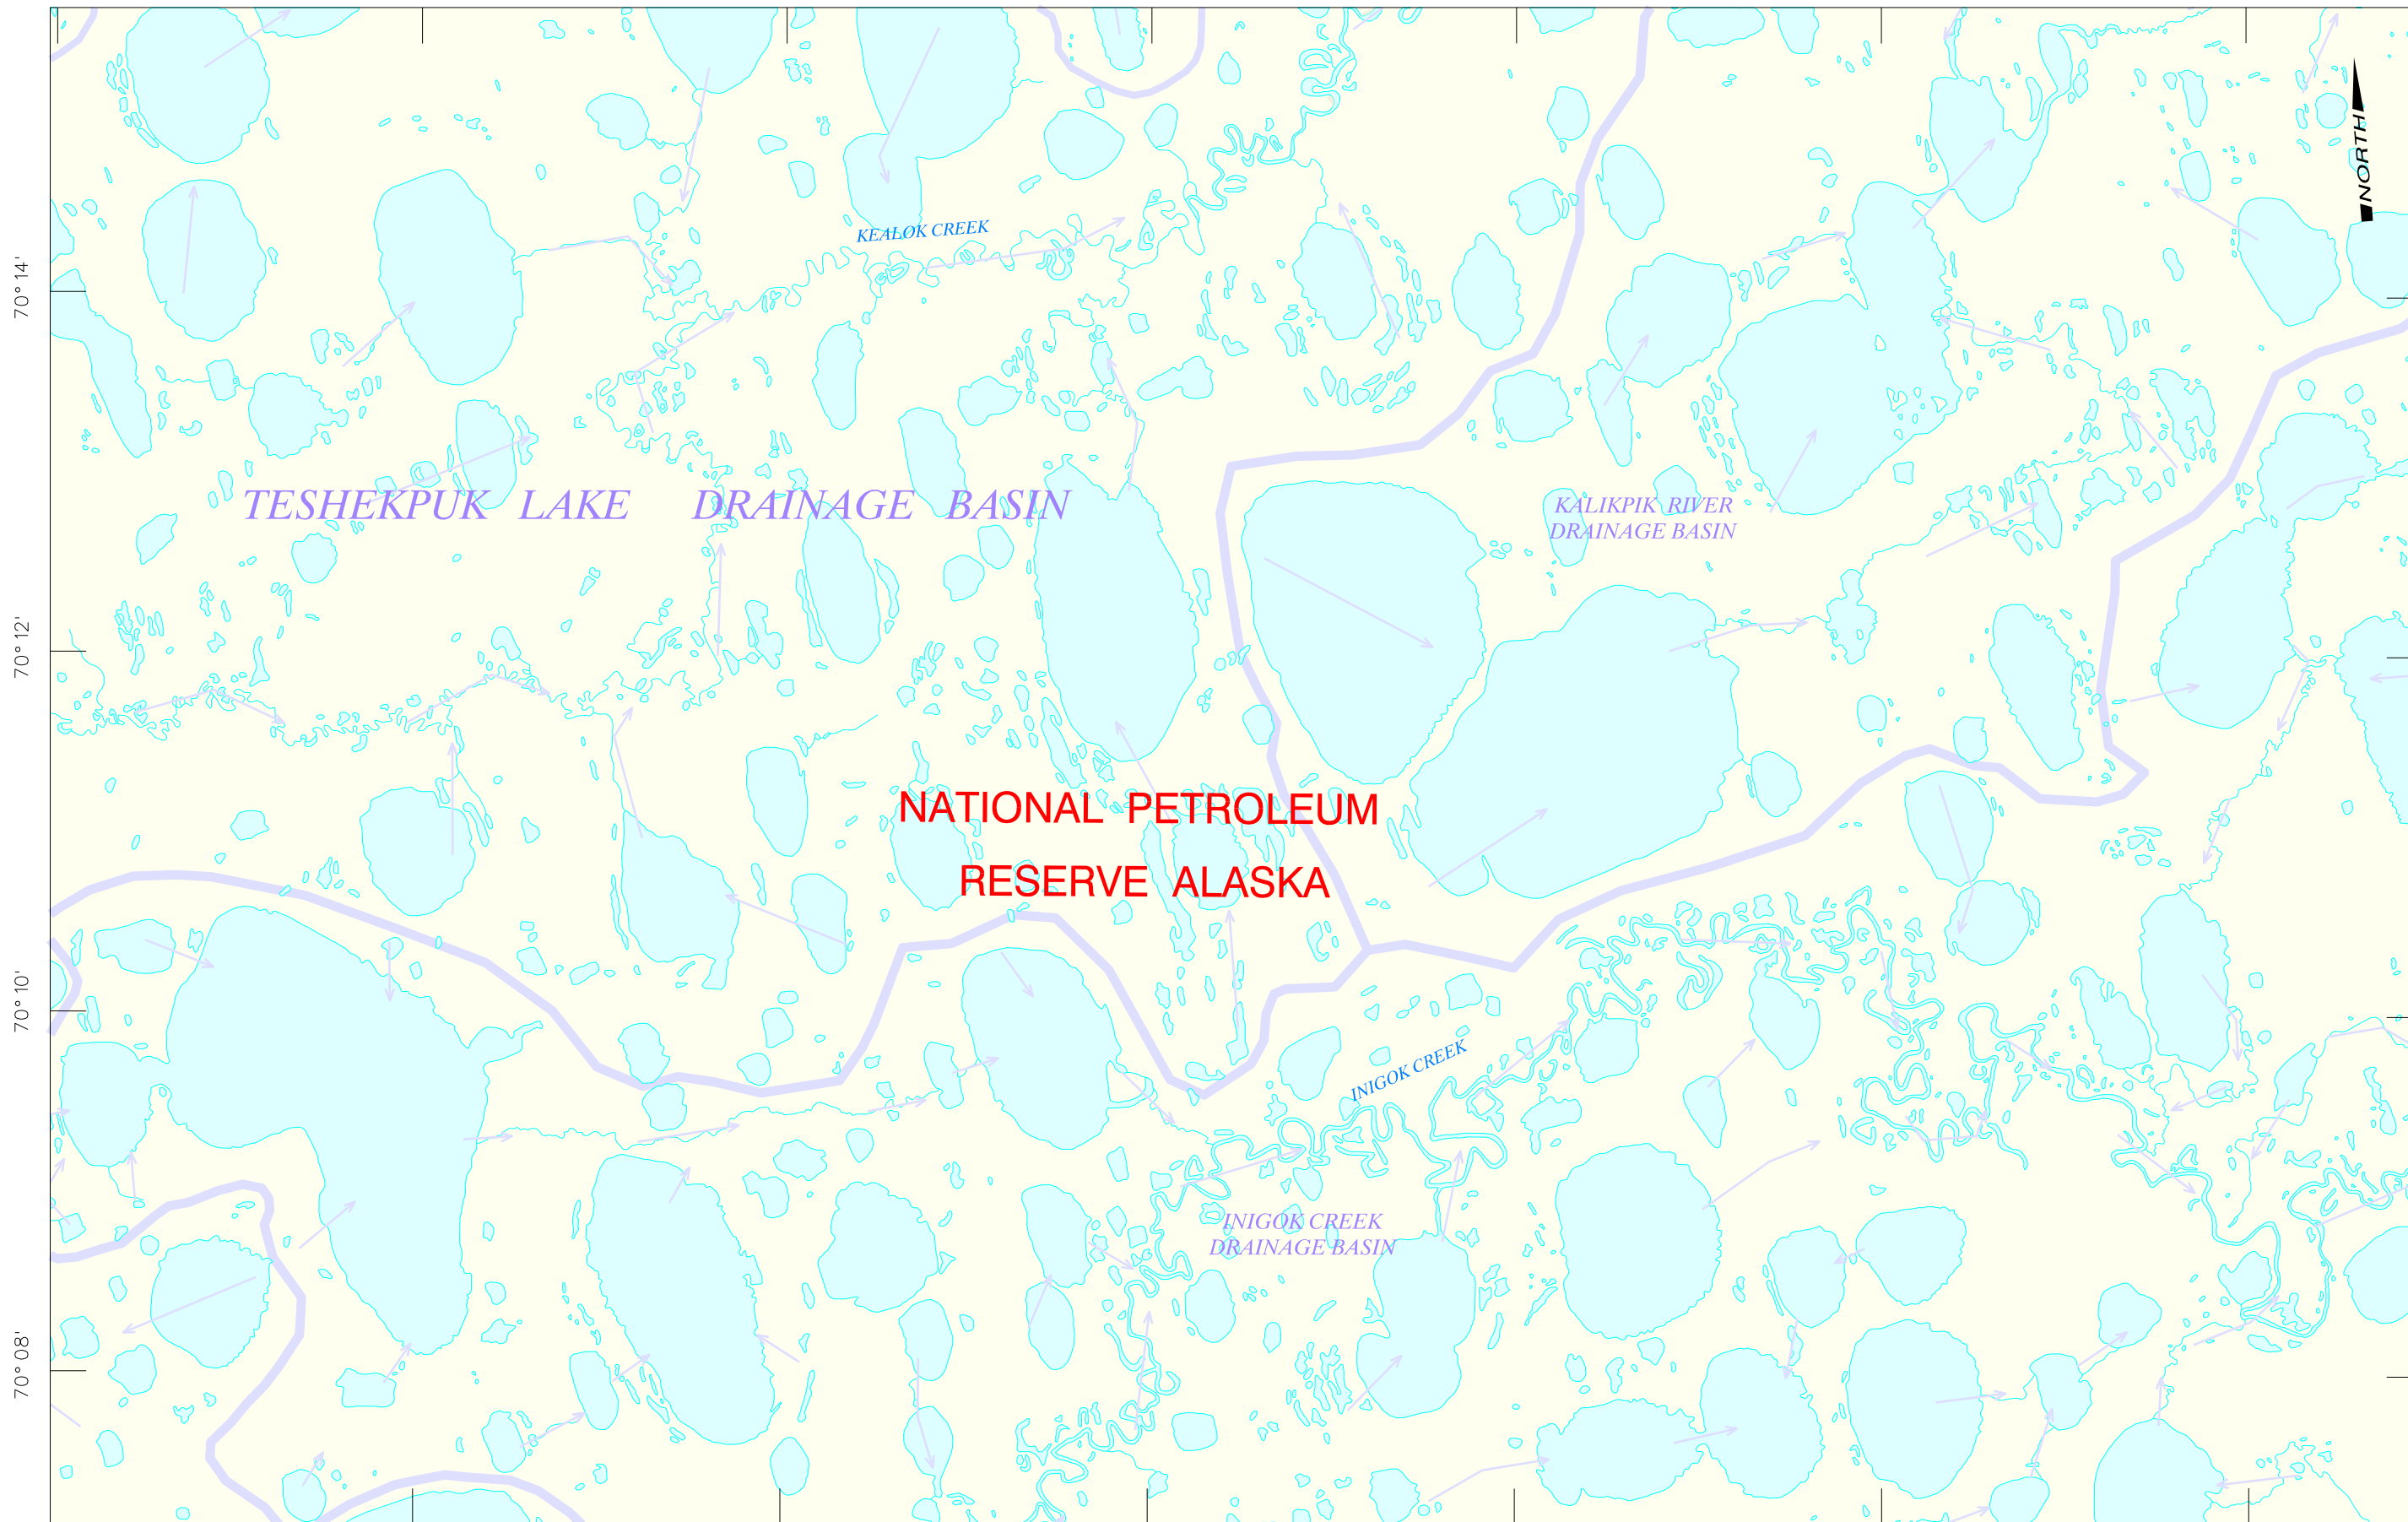 NORTH
KEALOK CREEK
70° 14'
TESHEKPUK LAKE DRAINAGE BASIN
KALIKPIK RIVER
DRAINAGE BASIN
70° 12'
NATIONAL PETROLEUM
RESERVE ALASKA
70° 10'
INIGOK CREEK
INIGOK CREEK
DRAINAGE BASIN
70° 08'